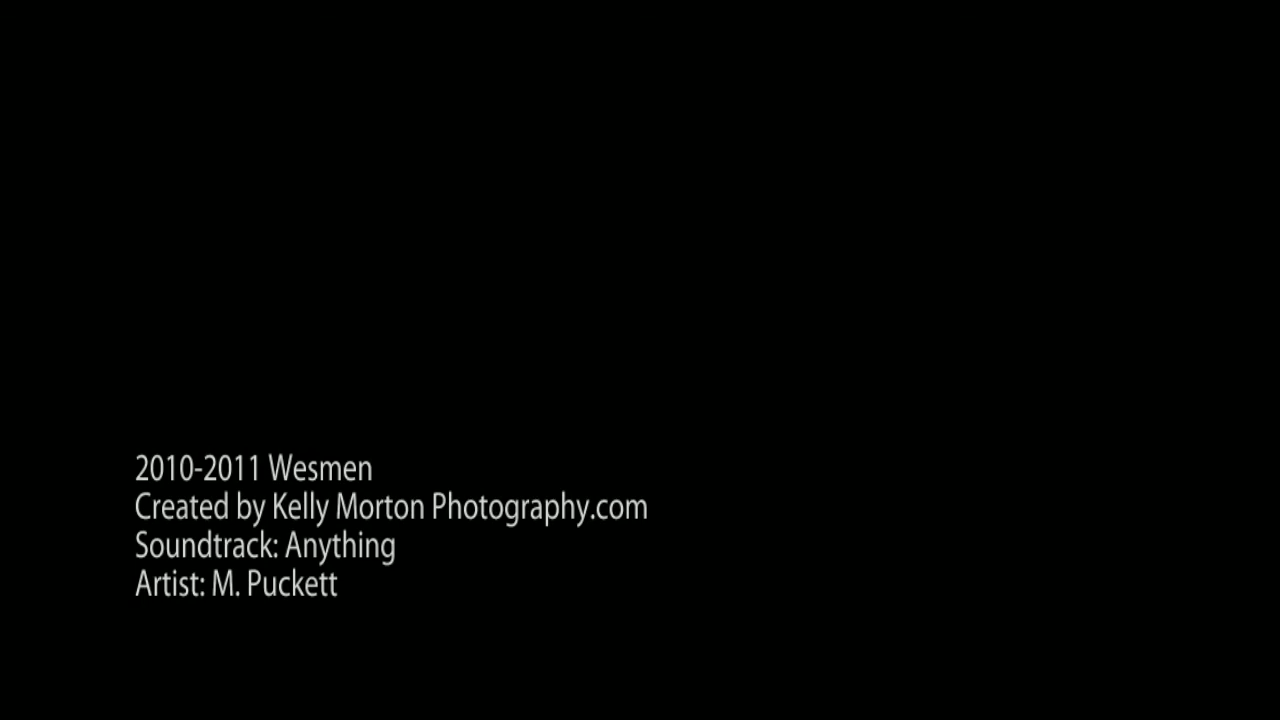 2010-2011 Wesmen
Created by Kelly Morton Photography.com
Soundtrack: Anything
Artist: M. Puckett